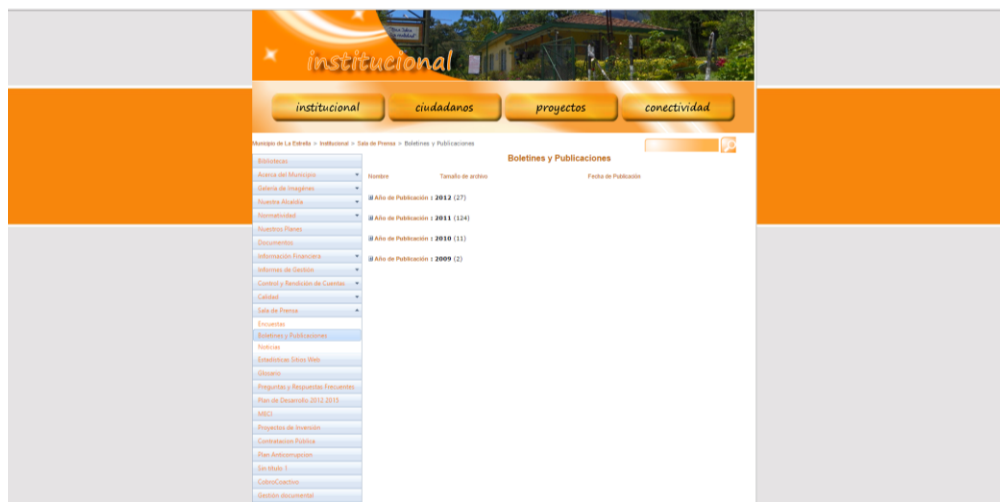 institucional
institucional
ciudadanos
proyectos
conectividad
Municipio de La Estrella > Institucional > Sala de Prensa > Boletines y Publicaciones
Boletines y Publicaciones
Nombre Tamaño de archivo Fecha de Publicación
Año de Publicación : 2012 (27)
Año de Publicación : 2011 (124)
Año de Publicación : 2010 (11)
Año de Publicación : 2009 (2)
Bibliotecas
Acerca del Municipio
Galería de Imágenes
Nuestra Alcaldía
Normatividad
Nuestros Planes
Documentos
Información Financiera
Informes de Gestión
Control y Rendición de Cuentas
Calidad
Sala de Prensa
Encuestas
Boletines y Publicaciones
Noticias
Estadísticas Sitios Web
Glosario
Preguntas y Respuestas Frecuentes
Plan de Desarrollo 2012 2015
MECI
Proyectos de Inversión
Contratacion Pública
Plan Anticorrupcion
Sin título 1
CobroCoactivo
Gestión documental